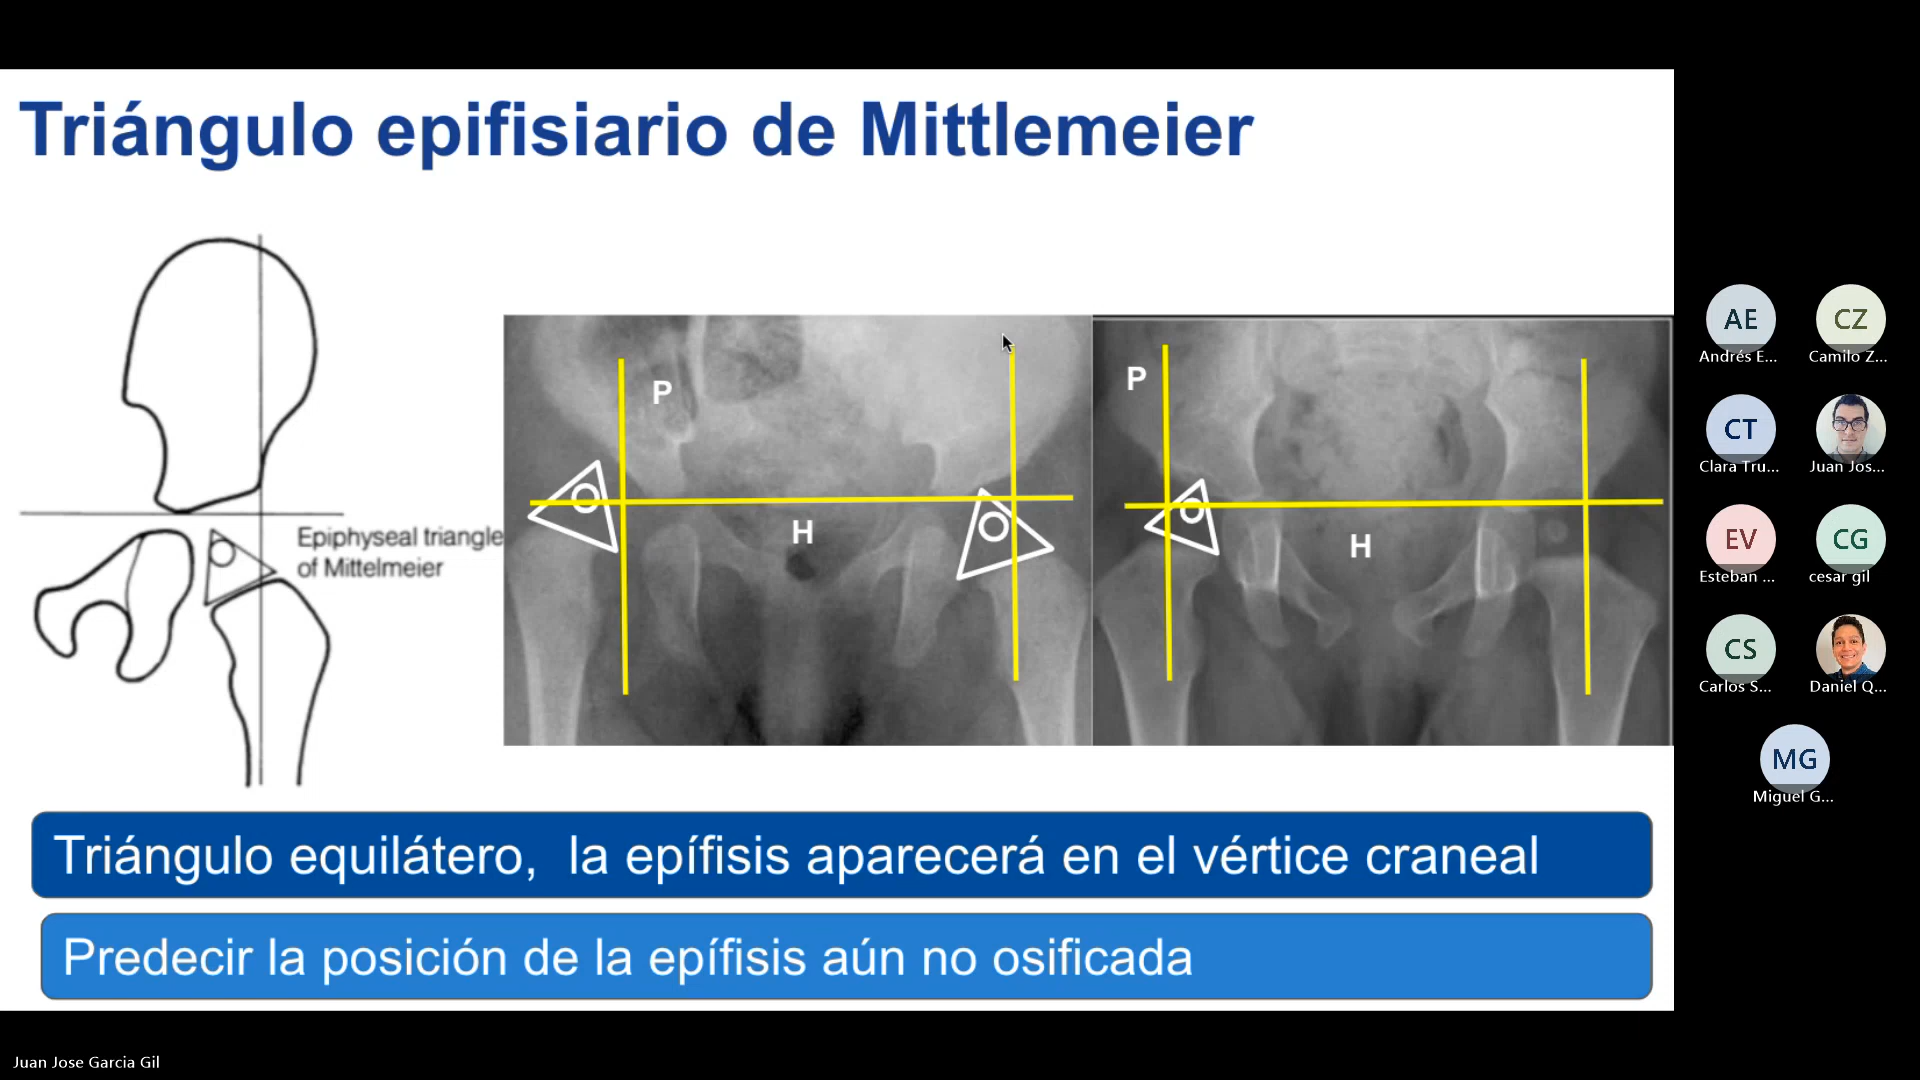 Triángulo epifisiario de Mittlemeier
Epiphyseal triangle
of Mittelmeier
P
H
P
H
Triángulo equilátero,  la epífisis aparecerá en el vértice craneal
Predecir la posición de la epífisis aún no osificada
AE
Andrés E...
CZ
Camilo Z...
CT
Clara Tru...
Juan Jos...
EV
Esteban ...
CG
cesar gil
CS
Carlos S...
Daniel Q...
MG
Miguel G...
Juan Jose Garcia Gil